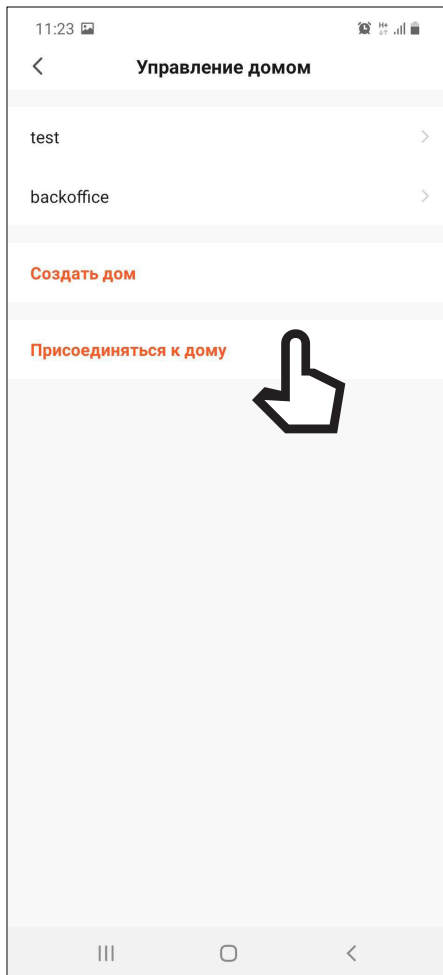 11:23
Управление домом
test
backoffice
Создать дом
Присоединяться к дому